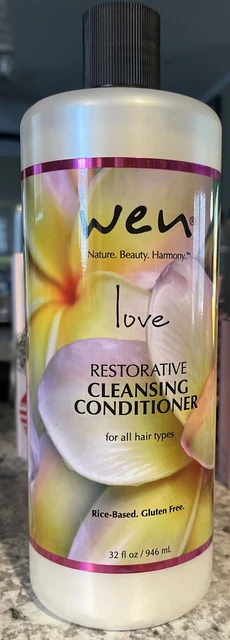 wen®
Nature. Beauty. Harmony.™
love
RESTORATIVE
CLEANSING
CONDITIONER
for all hair types
Rice-Based. Gluten Free.
32 fl oz / 946 mL